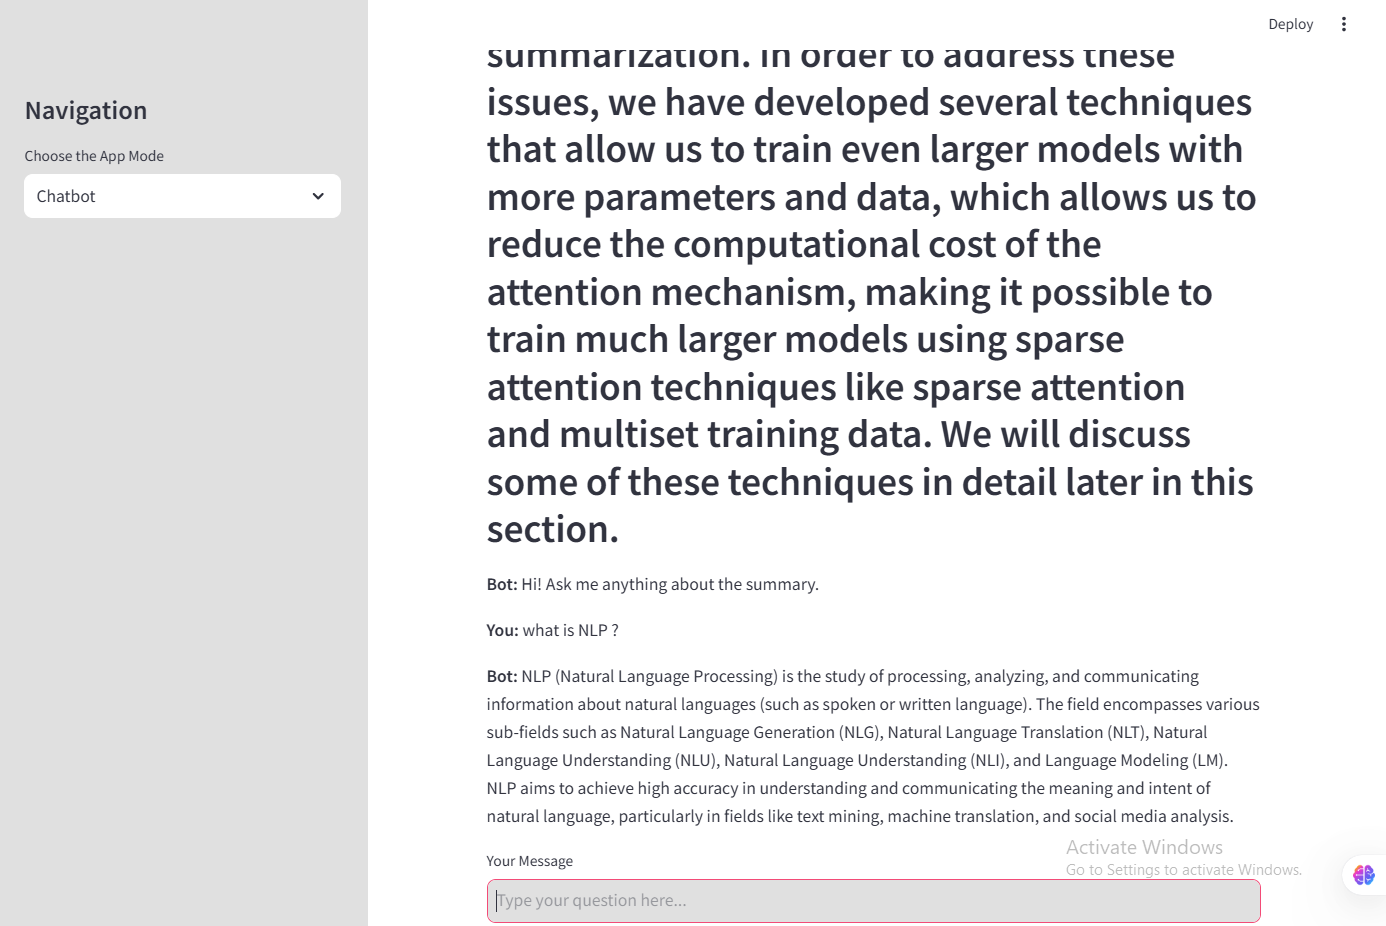 Deploy
Navigation
Choose the App Mode
Chatbot
summarization. In order to address these
issues, we have developed several techniques
that allow us to train even larger models with
more parameters and data, which allows us to
reduce the computational cost of the
attention mechanism, making it possible to
train much larger models using sparse
attention techniques like sparse attention
and multiset training data. We will discuss
some of these techniques in detail later in this
section.
Bot: Hi! Ask me anything about the summary.
You: what is NLP ?
Bot: NLP (Natural Language Processing) is the study of processing, analyzing, and communicating
information about natural languages (such as spoken or written language). The field encompasses various
sub-fields such as Natural Language Generation (NLG), Natural Language Translation (NLT), Natural
Language Understanding (NLU), Natural Language Understanding (NLI), and Language Modeling (LM).
NLP aims to achieve high accuracy in understanding and communicating the meaning and intent of
natural language, particularly in fields like text mining, machine translation, and social media analysis.
Your Message
Type your question here...
Activate Windows
Go to Settings to activate Windows.